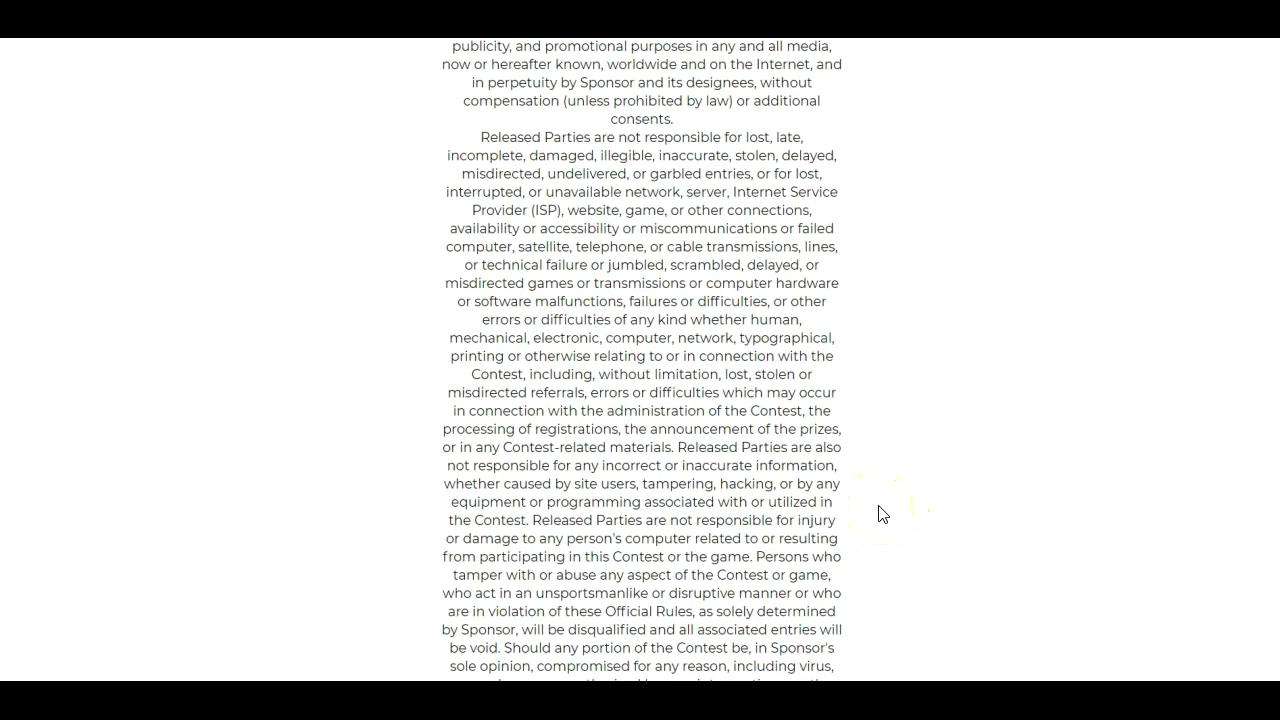 publicity, and promotional purposes in any and all media,
now or hereafter known, worldwide and on the Internet, and
in perpetuity by Sponsor and its designees, without
compensation (unless prohibited by law) or additional
consents.
Released Parties are not responsible for lost, late,
incomplete, damaged, illegible, inaccurate, stolen, delayed,
misdirected, undelivered, or garbled entries, or for lost,
interrupted, or unavailable network, server, Internet Service
Provider (ISP), website, game, or other connections,
availability or accessibility or miscommunications or failed
computer, satellite, telephone, or cable transmissions, lines,
or technical failure or jumbled, scrambled, delayed, or
misdirected games or transmissions or computer hardware
or software malfunctions, failures or difficulties, or other
errors or difficulties of any kind whether human,
mechanical, electronic, computer, network, typographical,
printing or otherwise relating to or in connection with the
Contest, including, without limitation, lost, stolen or
misdirected referrals, errors or difficulties which may occur
in connection with the administration of the Contest, the
processing of registrations, the announcement of the prizes,
or in any Contest-related materials. Released Parties are also
not responsible for any incorrect or inaccurate information,
whether caused by site users, tampering, hacking, or by any
equipment or programming associated with or utilized in
the Contest. Released Parties are not responsible for injury
or damage to any person's computer related to or resulting
from participating in this Contest or the game. Persons who
tamper with or abuse any aspect of the Contest or game,
who act in an unsportsmanlike or disruptive manner or who
are in violation of these Official Rules, as solely determined
by Sponsor, will be disqualified and all associated entries will
be void. Should any portion of the Contest be, in Sponsor's
sole opinion, compromised for any reason, including virus,